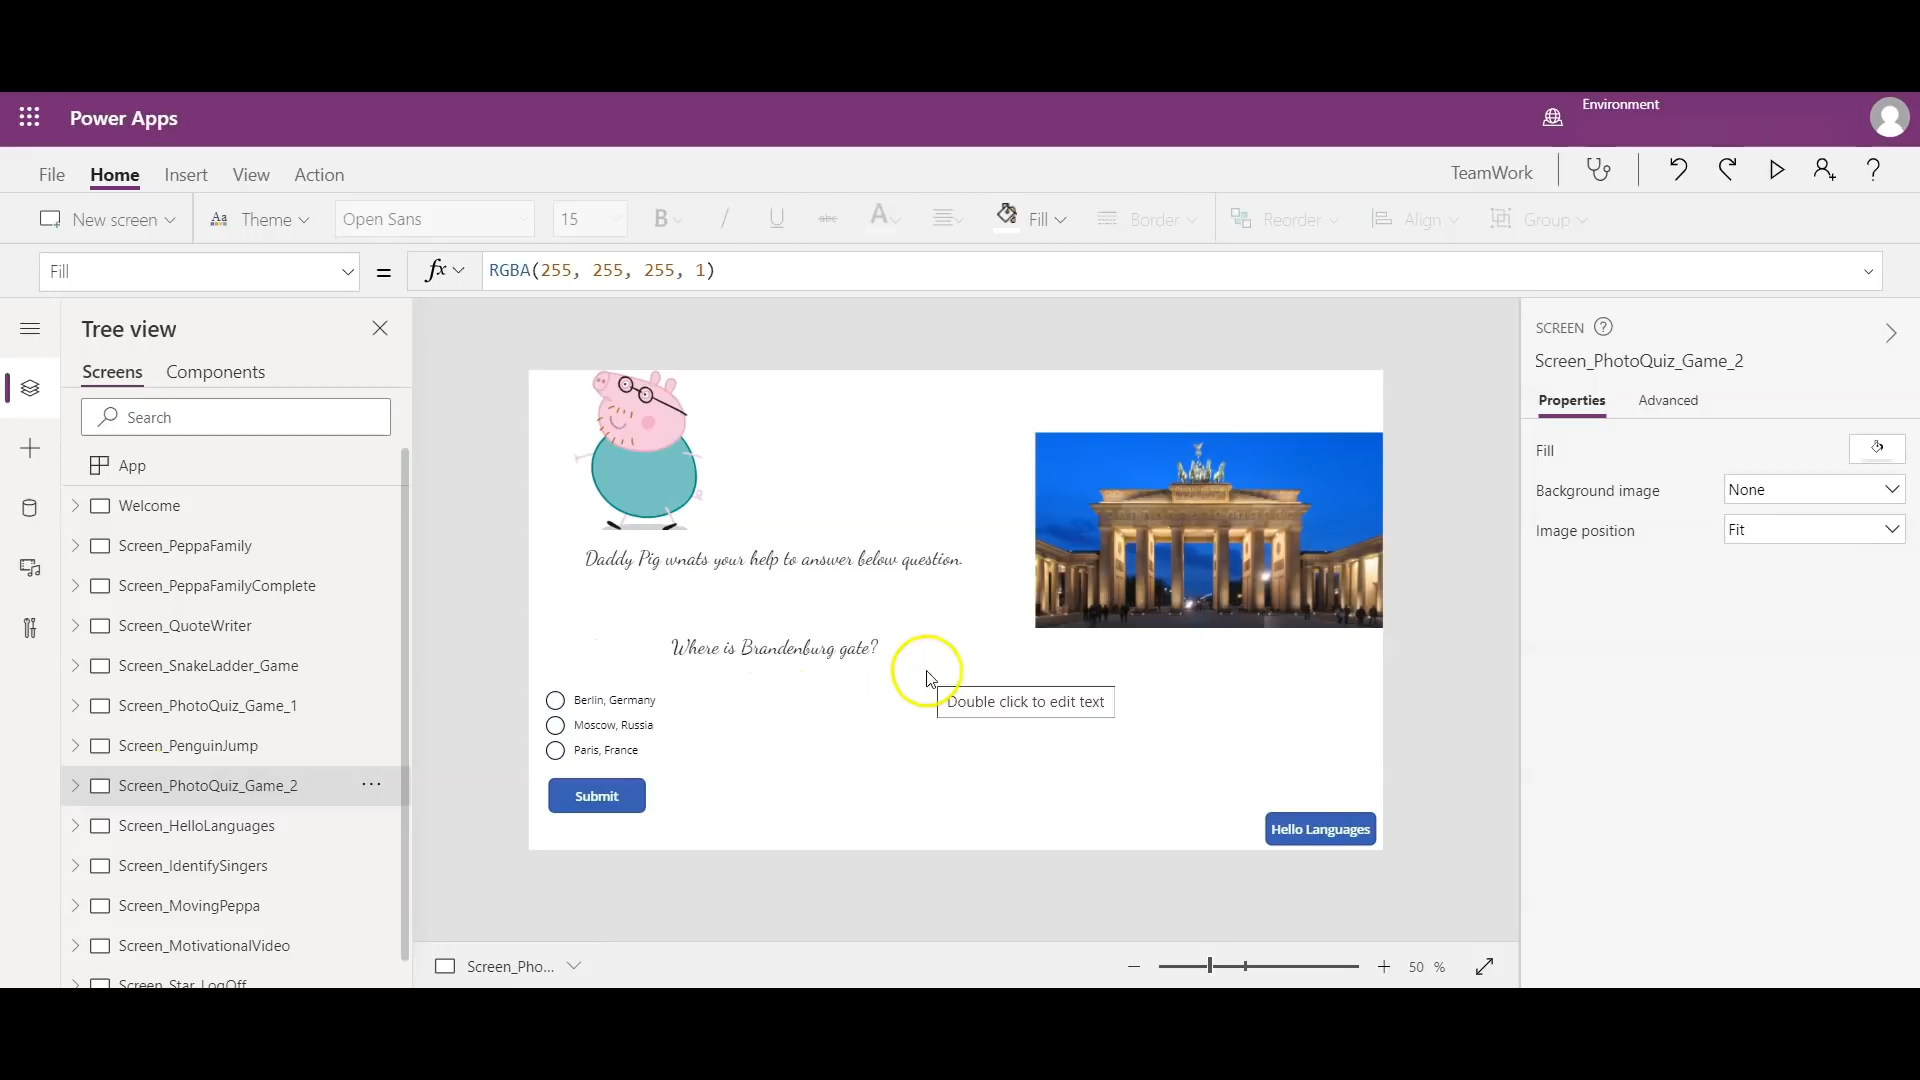 Power Apps
Environment
File
Home
Insert
View
Action
TeamWork
New screen
Theme
Open Sans
15
B
/
U
abc
A
Fill
Border
Reorder
Align
Group
Fill
=
fx
RGBA(255, 255, 255, 1)
Tree view
Screens
Components
Search
App
Welcome
Screen_PeppaFamily
Screen_PeppaFamilyComplete
Screen_QuoteWriter
Screen_SnakeLadder_Game
Screen_PhotoQuiz_Game_1
Screen_PenguinJump
Screen_PhotoQuiz_Game_2
Screen_HelloLanguages
Screen_IdentifySingers
Screen_MovingPeppa
Screen_MotivationalVideo
Screen_Star_LogOff
Daddy Pig wnats your help to answer below question.
Where is Brandenburg gate?
Berlin, Germany
Moscow, Russia
Paris, France
Submit
Double click to edit text
Hello Languages
Screen_Pho...
50 %
SCREEN
Screen_PhotoQuiz_Game_2
Properties
Advanced
Fill
Background image
None
Image position
Fit